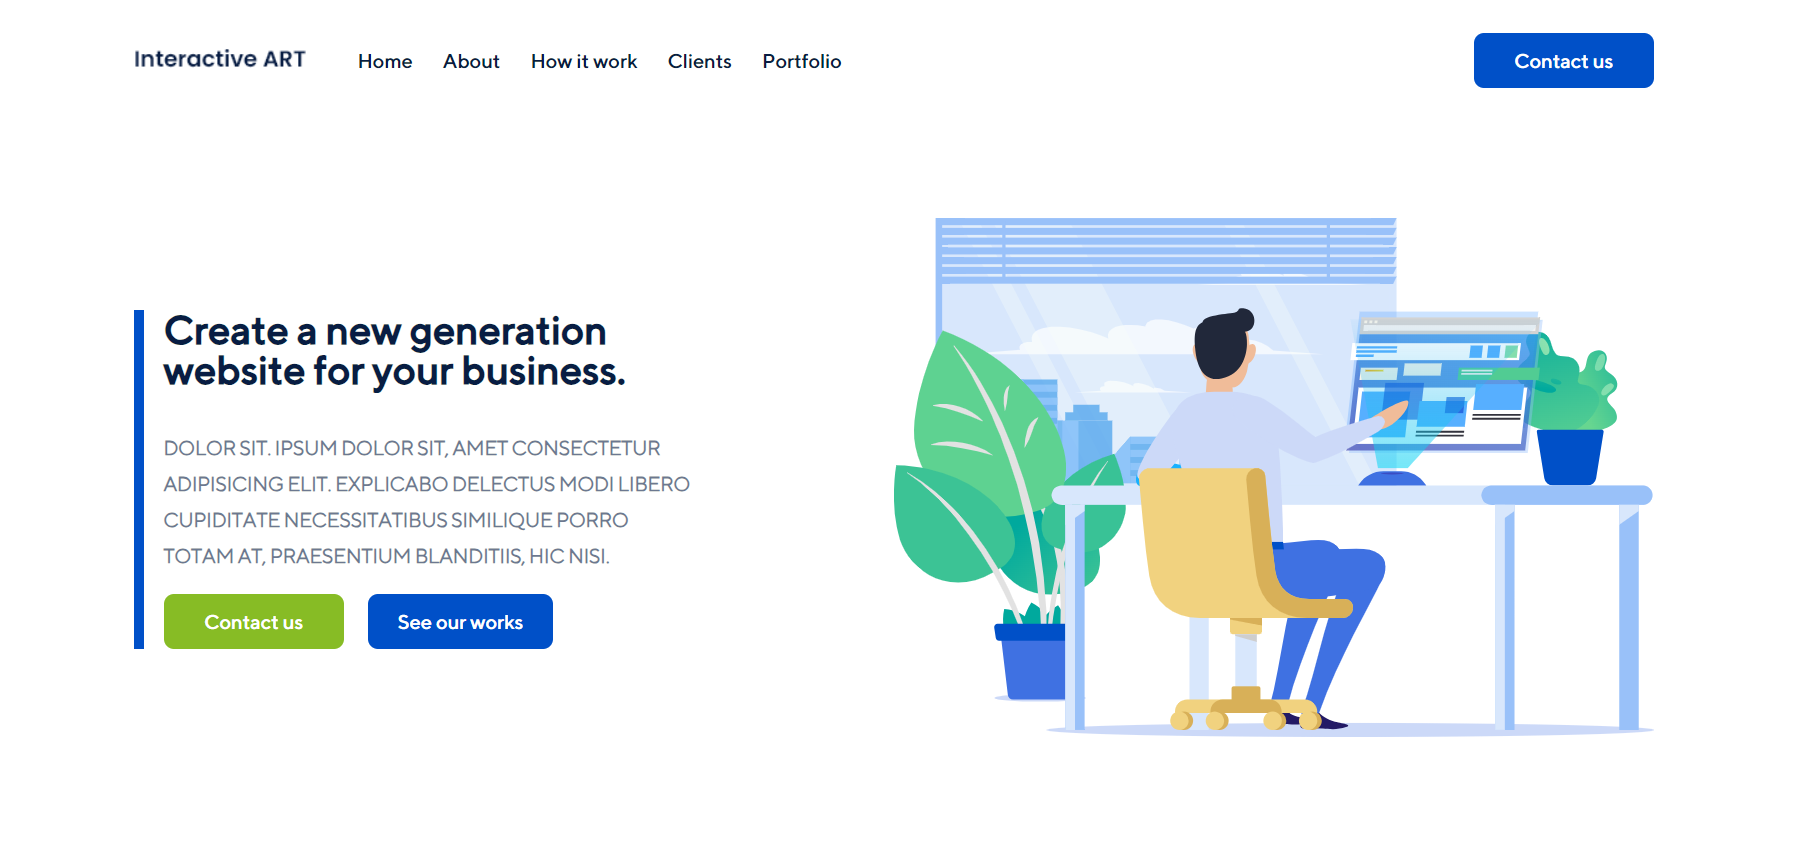 Interactive ART
Home About How it work Clients Portfolio
Contact us
Create a new generation
website for your business.
DOLOR SIT. IPSUM DOLOR SIT, AMET CONSECTETUR
ADIPISICING ELIT. EXPLICABO DELECTUS MODI LIBERO
CUPIDITATE NECESSITATIBUS SIMILIQUE PORRO
TOTAM AT, PRAESENTIUM BLANDITIIS, HIC NISI.
Contact us
See our works